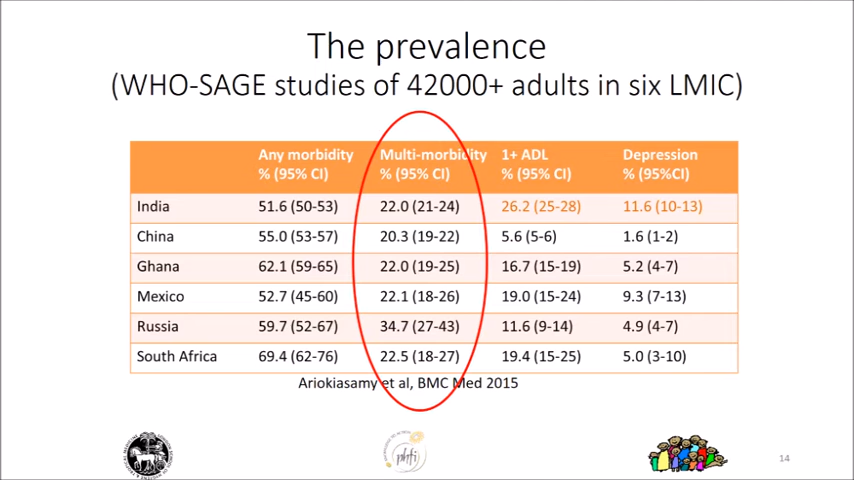 The prevalence
(WHO-SAGE studies of 42000+ adults in six LMIC)
Any morbidity % (95% CI) Multi-morbidity % (95% CI) 1+ ADL % (95% CI) Depression % (95%CI)
India 51.6 (50-53) 22.0 (21-24) 26.2 (25-28) 11.6 (10-13)
China 55.0 (53-57) 20.3 (19-22) 5.6 (5-6) 1.6 (1-2)
Ghana 62.1 (59-65) 22.0 (19-25) 16.7 (15-19) 5.2 (4-7)
Mexico 52.7 (45-60) 22.1 (18-26) 19.0 (15-24) 9.3 (7-13)
Russia 59.7 (52-67) 34.7 (27-43) 11.6 (9-14) 4.9 (4-7)
South Africa 69.4 (62-76) 22.5 (18-27) 19.4 (15-25) 5.0 (3-10)
Ariokiasamy et al, BMC Med 2015
phfi
14